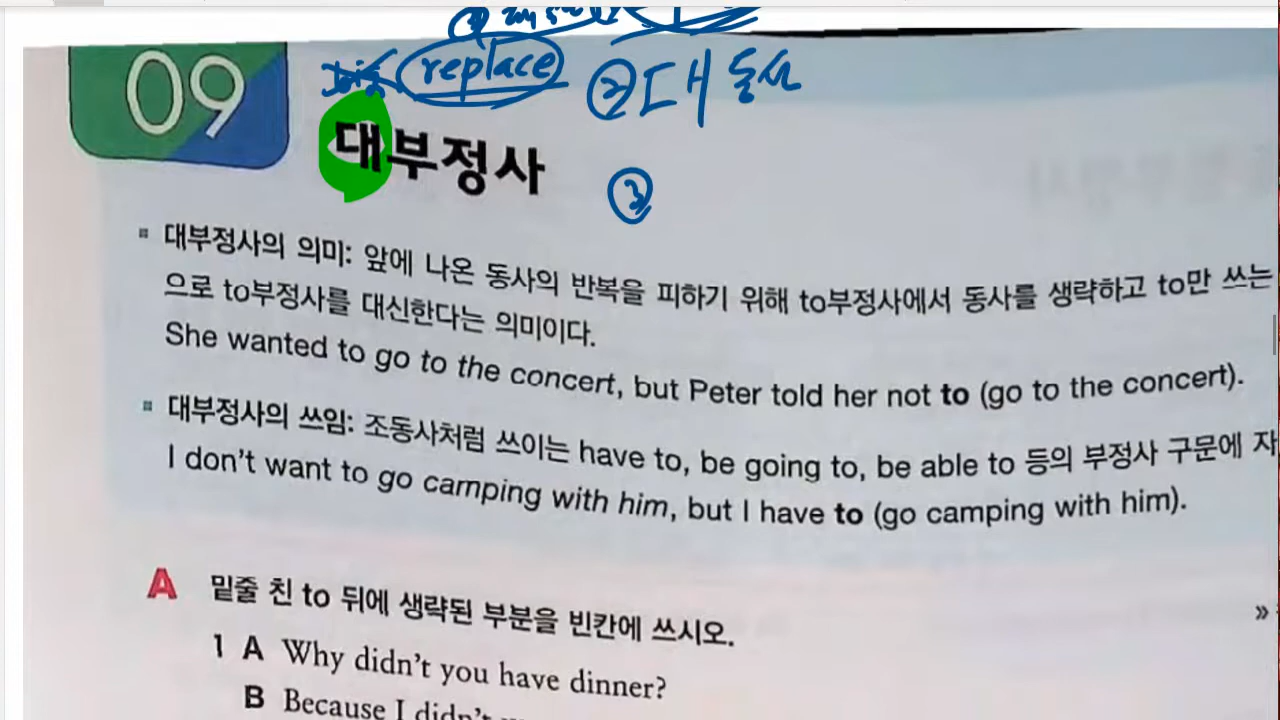 replace ② 대 동사
09
대부정사
③
대부정사의 의미: 앞에 나온 동사의 반복을 피하기 위해 to부정사에서 동사를 생략하고 to만 쓰는
으로 to부정사를 대신한다는 의미이다.
She wanted to go to the concert, but Peter told her not to (go to the concert).
대부정사의 쓰임: 조동사처럼 쓰이는 have to, be going to, be able to 등의 부정사 구문에 자
I don't want to go camping with him, but I have to (go camping with him).
A 밑줄 친 to 뒤에 생략된 부분을 빈칸에 쓰시오. »
1 A Why didn't you have dinner?
B Because I didn't